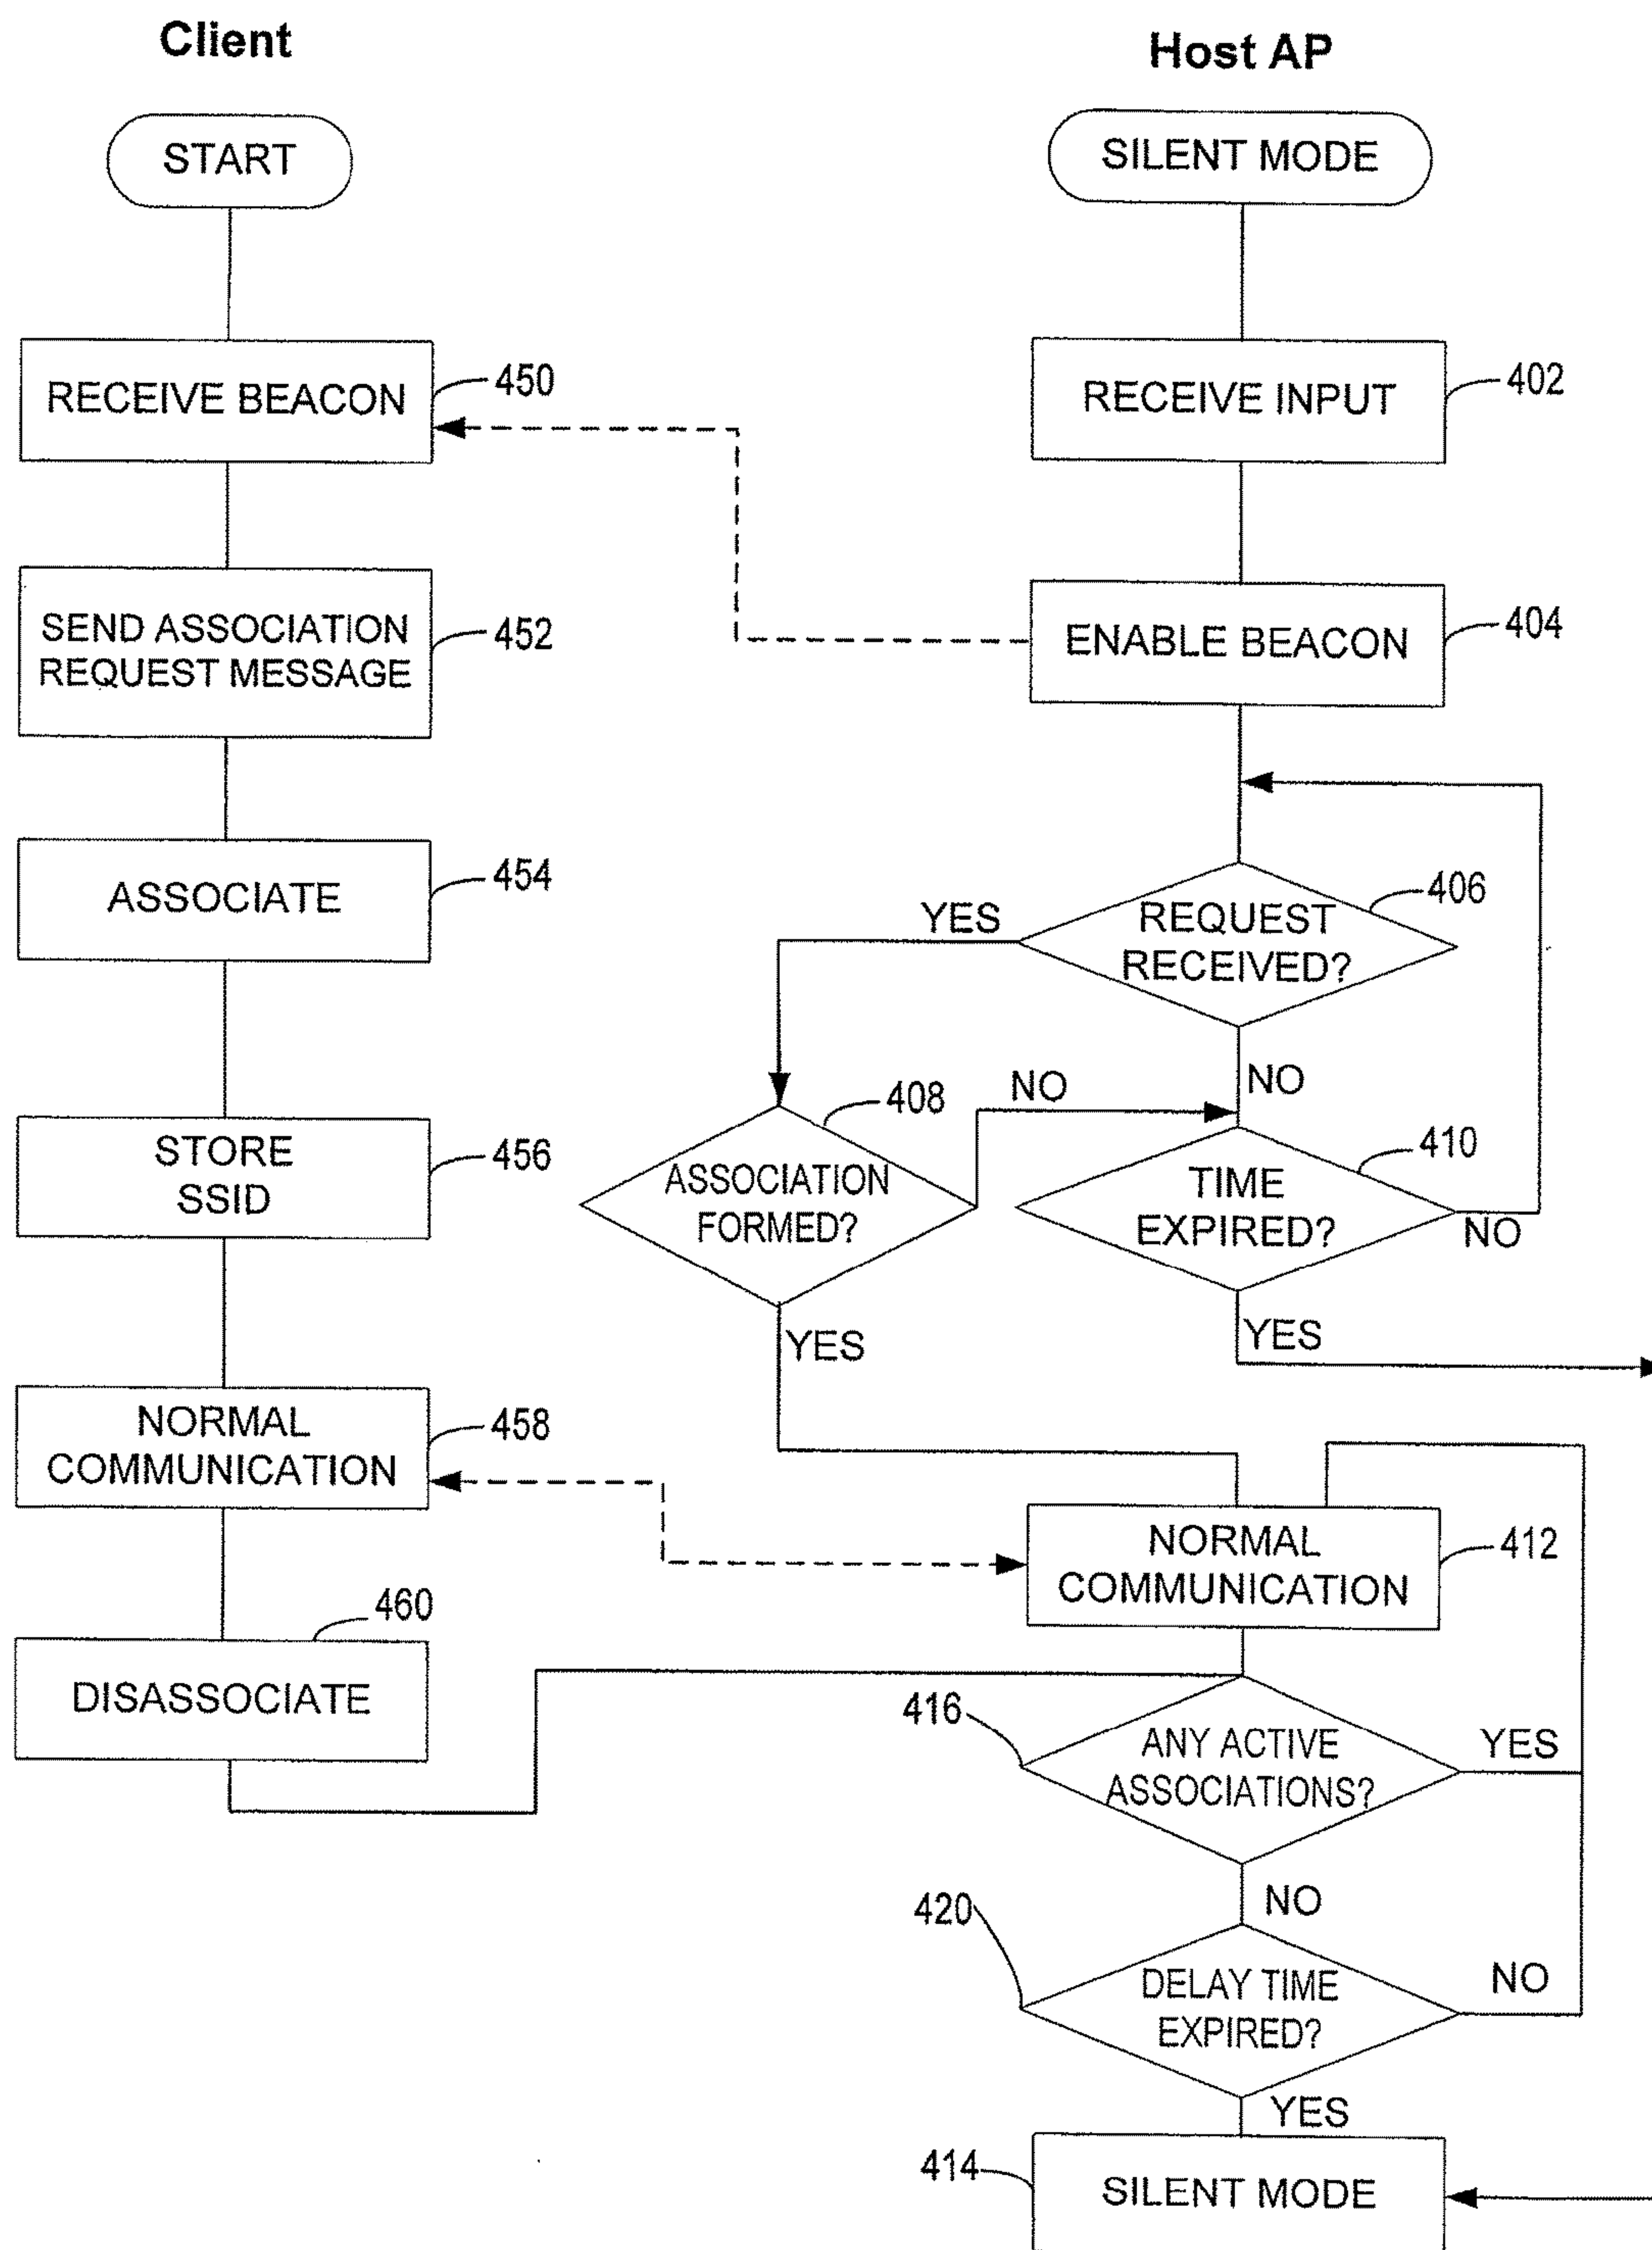 Client
START
RECEIVE BEACON
450
SEND ASSOCIATION
REQUEST MESSAGE
452
ASSOCIATE
454
STORE
SSID
456
NORMAL
COMMUNICATION
458
DISASSOCIATE
460
Host AP
SILENT MODE
RECEIVE INPUT
402
ENABLE BEACON
404
REQUEST
RECEIVED?
406
YES
NO
ASSOCIATION
FORMED?
408
NO
YES
TIME
EXPIRED?
410
NO
YES
NORMAL
COMMUNICATION
412
ANY ACTIVE
ASSOCIATIONS?
416
YES
NO
DELAY TIME
EXPIRED?
420
NO
YES
SILENT MODE
414